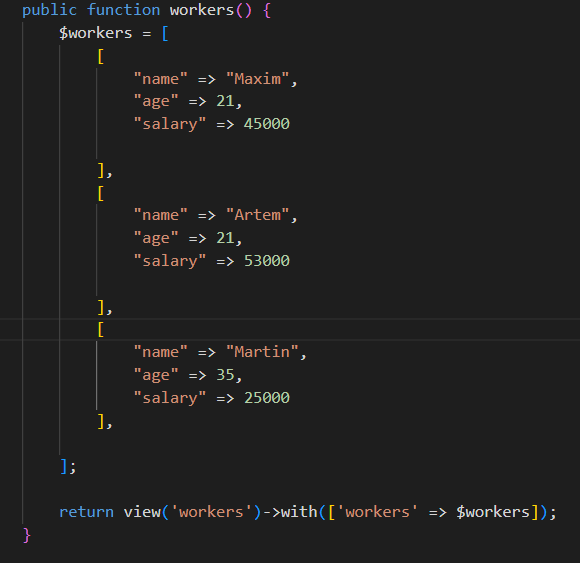 public function workers() {
$workers = [
[
"name" => "Maxim",
"age" => 21,
"salary" => 45000
],
[
"name" => "Artem",
"age" => 21,
"salary" => 53000
],
[
"name" => "Martin",
"age" => 35,
"salary" => 25000
],
];
return view('workers')->with(['workers' => $workers]);
}